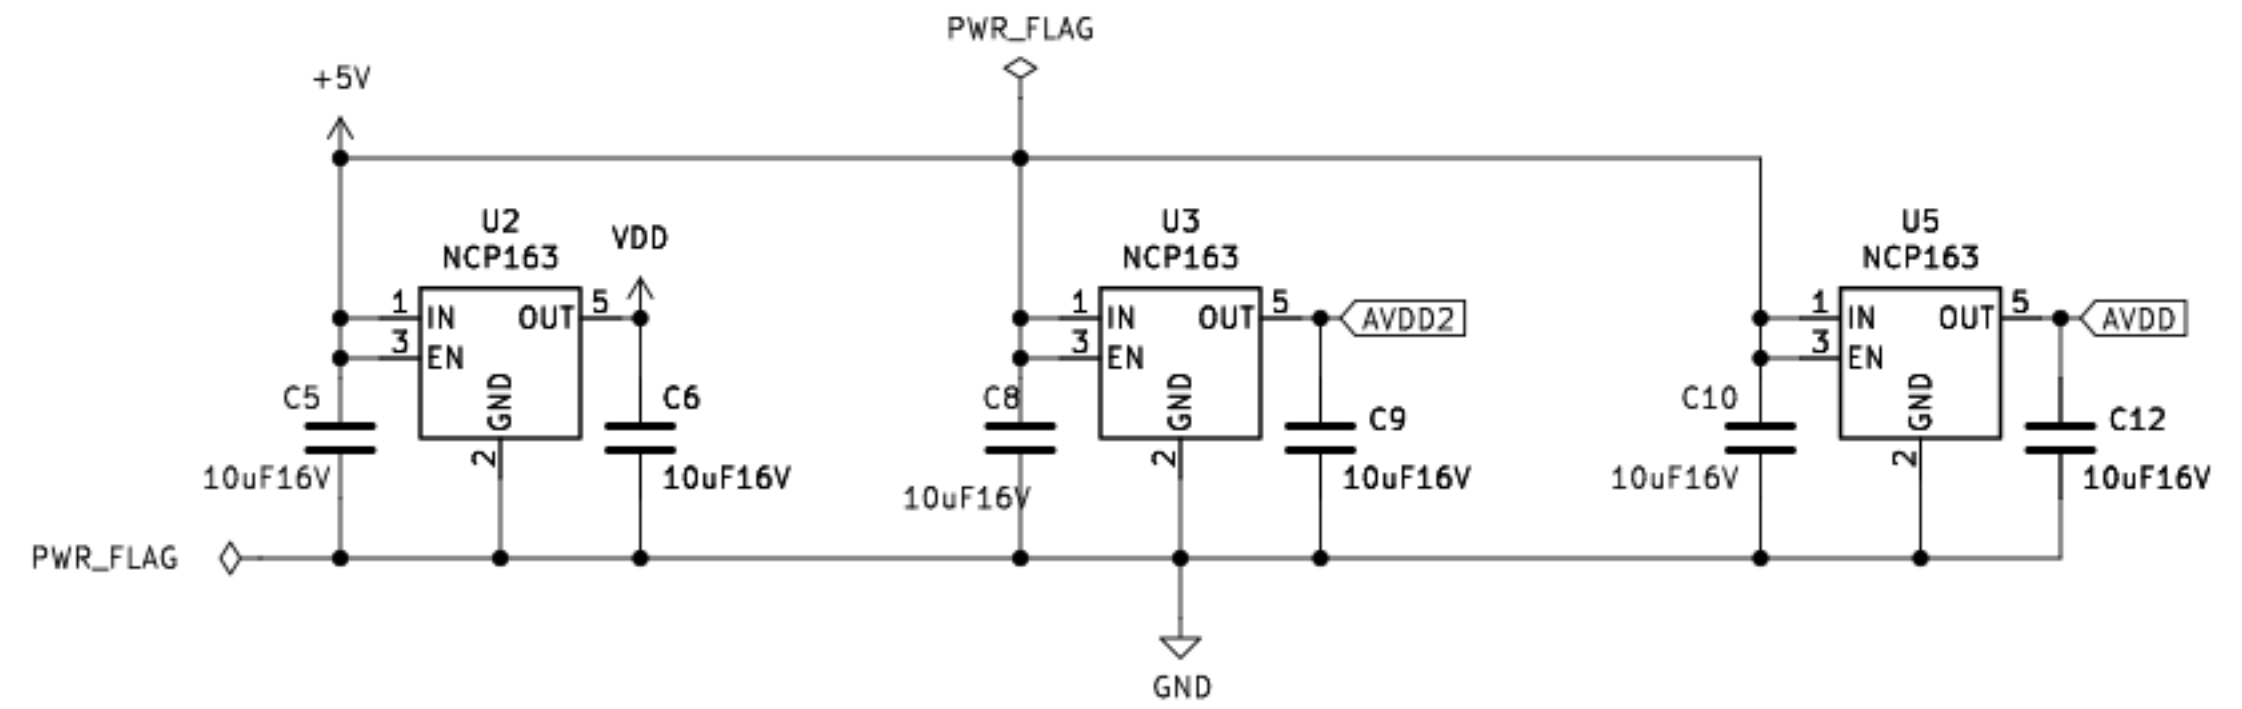 PWR_FLAG
+5V
U2
NCP163
VDD
U3
NCP163
U5
NCP163
1 IN OUT 5
3 EN
GND
2
1 IN OUT 5
AVDD2
3 EN
GND
2
1 IN OUT 5
AVDD
3 EN
GND
2
C5
10uF16V
C6
10uF16V
C8
10uF16V
C9
10uF16V
C10
10uF16V
C12
10uF16V
PWR_FLAG
GND